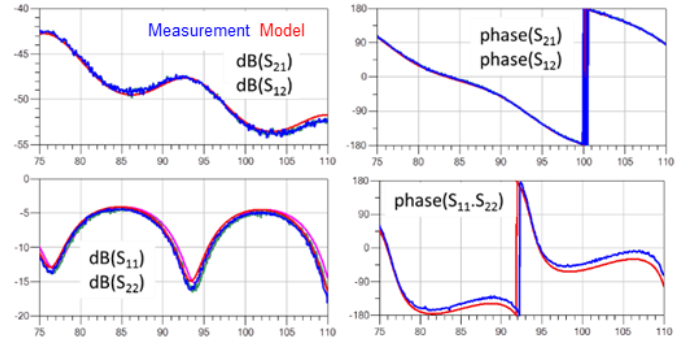 -40
-45
-50
-55
75 80 85 90 95 100 105 110
Measurement Model
dB(S21)
dB(S12)
180
90
0
-90
-180
75 80 85 90 95 100 105 110
phase(S21)
phase(S12)
0
-5
-10
-15
-20
75 80 85 90 95 100 105 110
dB(S11)
dB(S22)
180
90
0
-90
-180
75 80 85 90 95 100 105 110
phase(S11.S22)